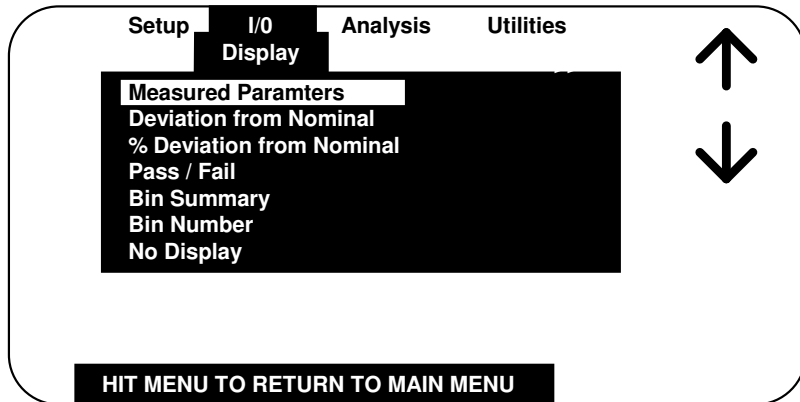 Setup I/0 Analysis Utilities
Display
Measured Paramters
Deviation from Nominal
% Deviation from Nominal
Pass / Fail
Bin Summary
Bin Number
No Display
HIT MENU TO RETURN TO MAIN MENU